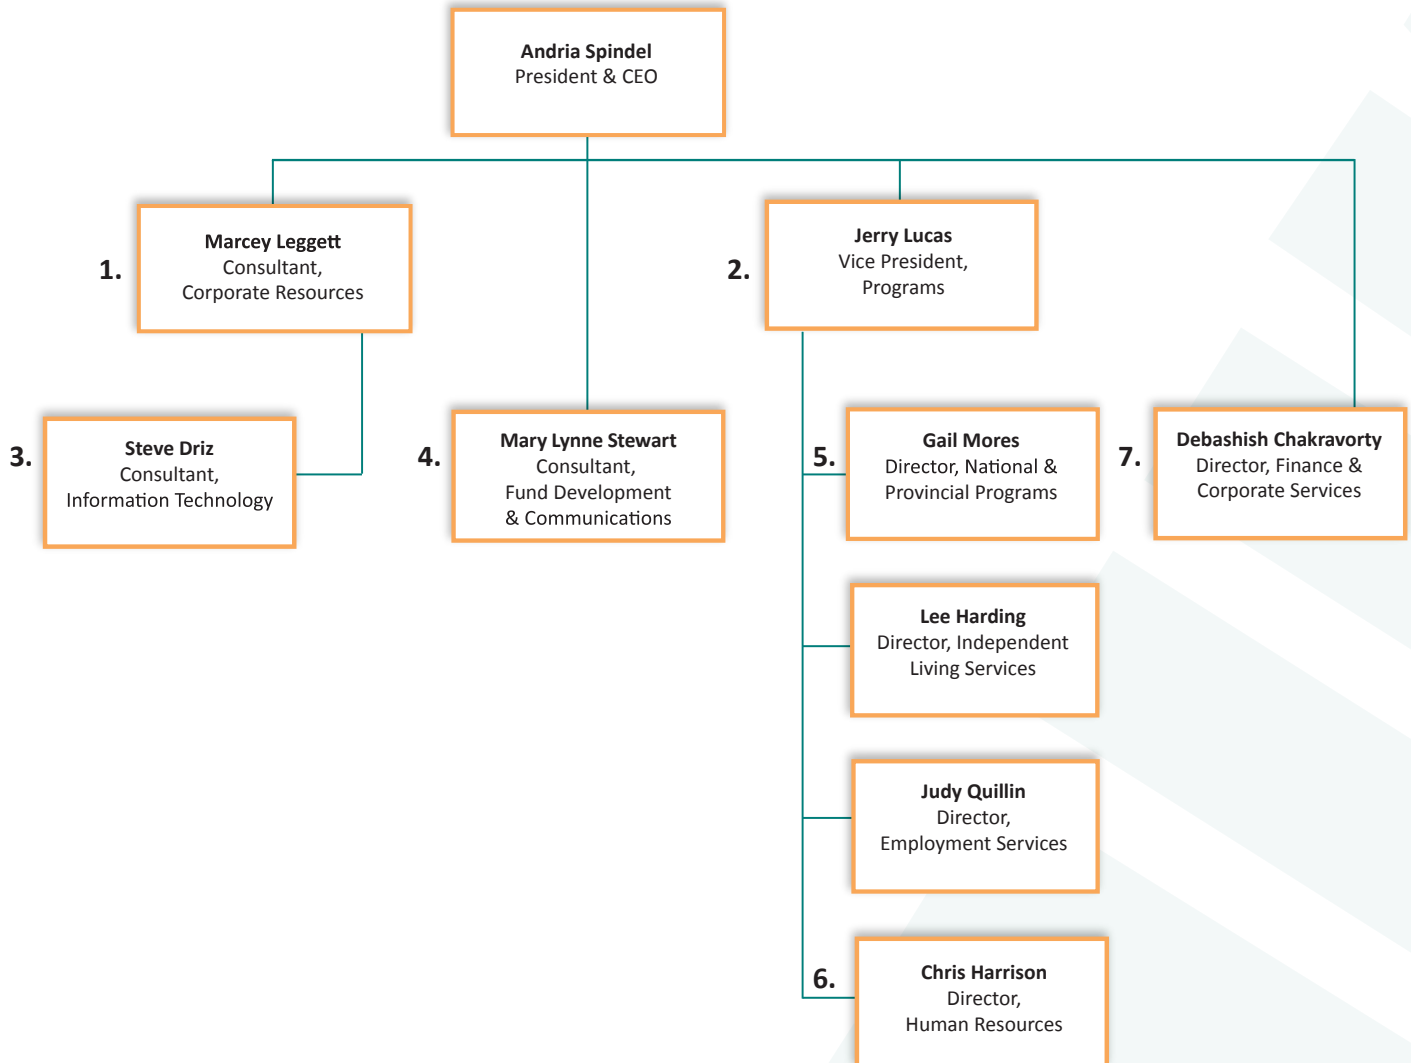 Andria Spindel
President & CEO
1.
Marcey Leggett
Consultant,
Corporate Resources
2.
Jerry Lucas
Vice President,
Programs
3.
Steve Driz
Consultant,
Information Technology
4.
Mary Lynne Stewart
Consultant,
Fund Development
& Communications
5.
Gail Mores
Director, National &
Provincial Programs
7.
Debashish Chakravorty
Director, Finance &
Corporate Services
Lee Harding
Director, Independent
Living Services
Judy Quillin
Director,
Employment Services
6.
Chris Harrison
Director,
Human Resources